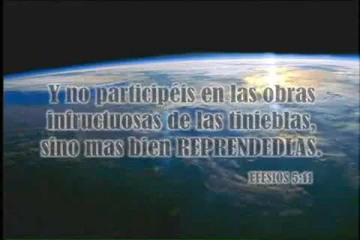 Y no participéis en las obras
infructuosas de las tinieblas,
sino mas bien REPRENDEDLAS.
EFESIOS 5:11